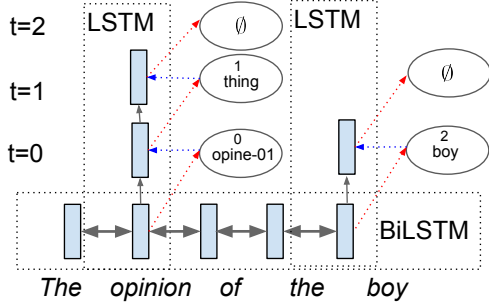 t=2 LSTM ∅ LSTM
t=1 1 thing ∅
t=0 0 opine-01 2 boy
BiLSTM
The opinion of the boy